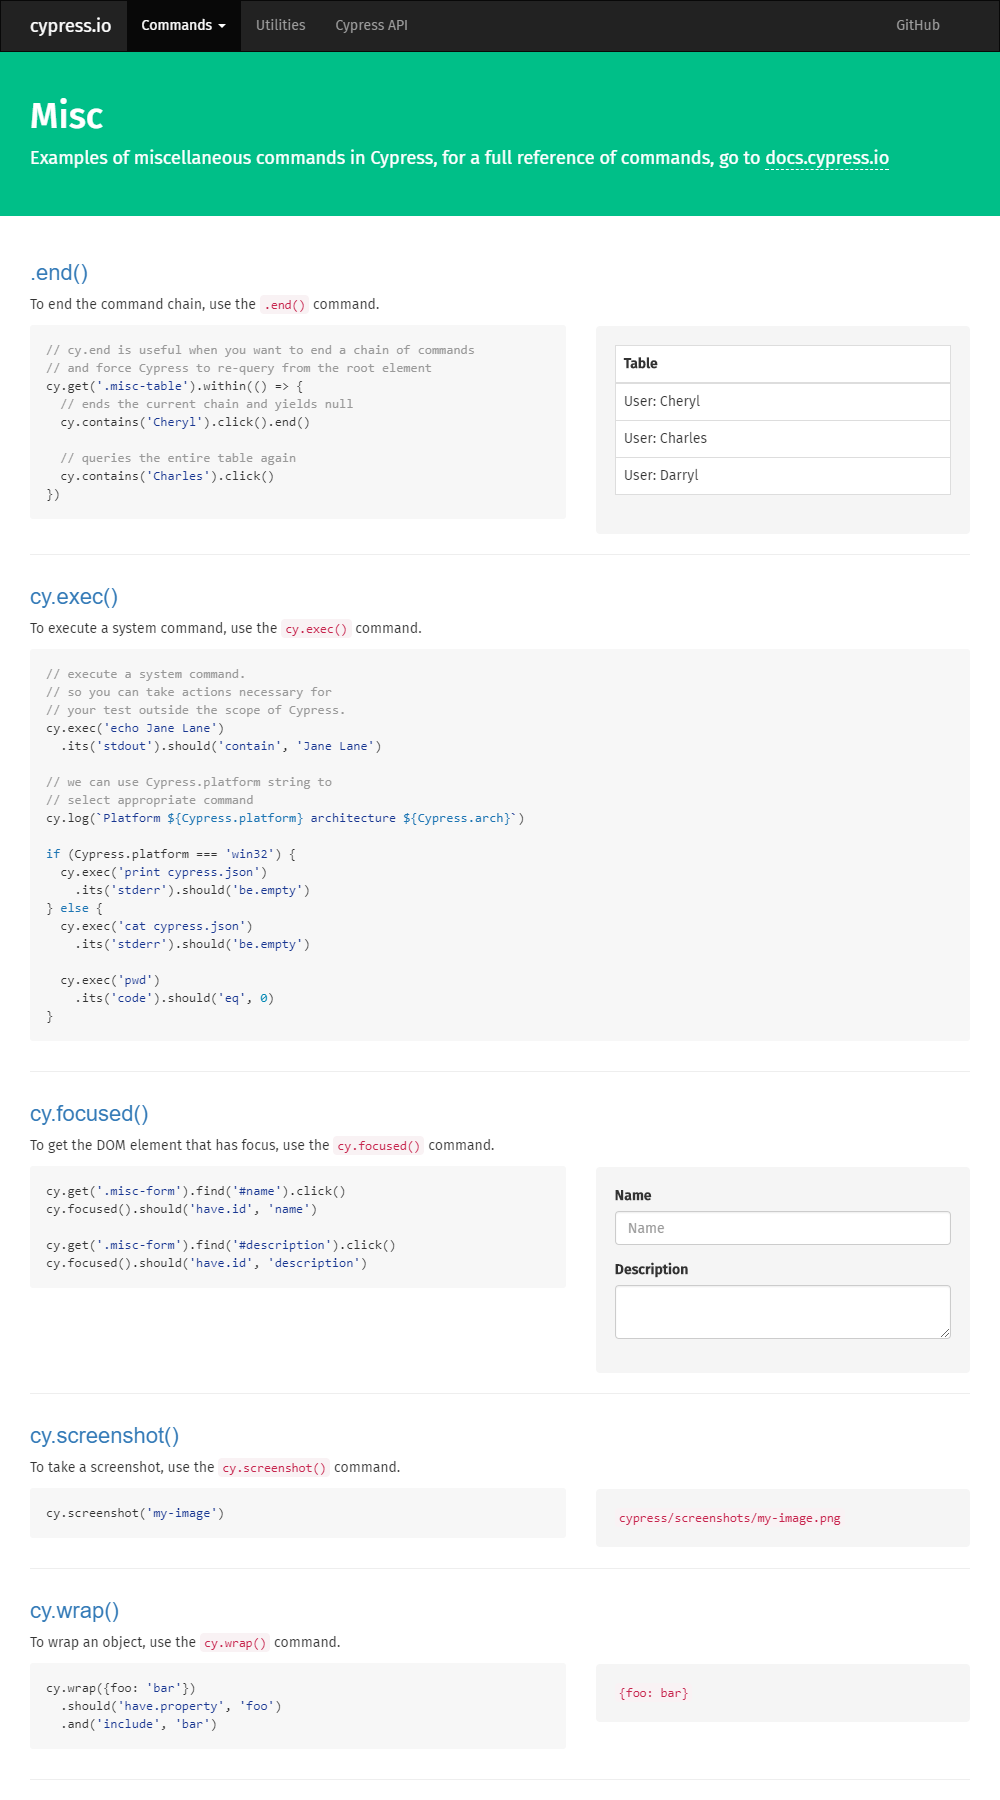 cypress.io Commands Utilities Cypress API GitHub
Misc
Examples of miscellaneous commands in Cypress, for a full reference of commands, go to docs.cypress.io
.end()
To end the command chain, use the .end() command.
// cy.end is useful when you want to end a chain of commands
// and force Cypress to re-query from the root element
cy.get('.misc-table').within(() => {
  // ends the current chain and yields null
  cy.contains('Cheryl').click().end()
  // queries the entire table again
  cy.contains('Charles').click()
})
Table
User: Cheryl
User: Charles
User: Darryl
cy.exec()
To execute a system command, use the cy.exec() command.
// execute a system command.
// so you can take actions necessary for
// your test outside the scope of Cypress.
cy.exec('echo Jane Lane')
  .its('stdout').should('contain', 'Jane Lane')
// we can use Cypress.platform string to
// select appropriate command
cy.log(`Platform ${Cypress.platform} architecture ${Cypress.arch}`)
if (Cypress.platform === 'win32') {
  cy.exec('print cypress.json')
    .its('stderr').should('be.empty')
} else {
  cy.exec('cat cypress.json')
    .its('stderr').should('be.empty')
  cy.exec('pwd')
    .its('code').should('eq', 0)
}
cy.focused()
To get the DOM element that has focus, use the cy.focused() command.
cy.get('.misc-form').find('#name').click()
cy.focused().should('have.id', 'name')
cy.get('.misc-form').find('#description').click()
cy.focused().should('have.id', 'description')
Name
Name
Description
cy.screenshot()
To take a screenshot, use the cy.screenshot() command.
cy.screenshot('my-image')
cypress/screenshots/my-image.png
cy.wrap()
To wrap an object, use the cy.wrap() command.
cy.wrap({foo: 'bar'})
  .should('have.property', 'foo')
  .and('include', 'bar')
{foo: bar}